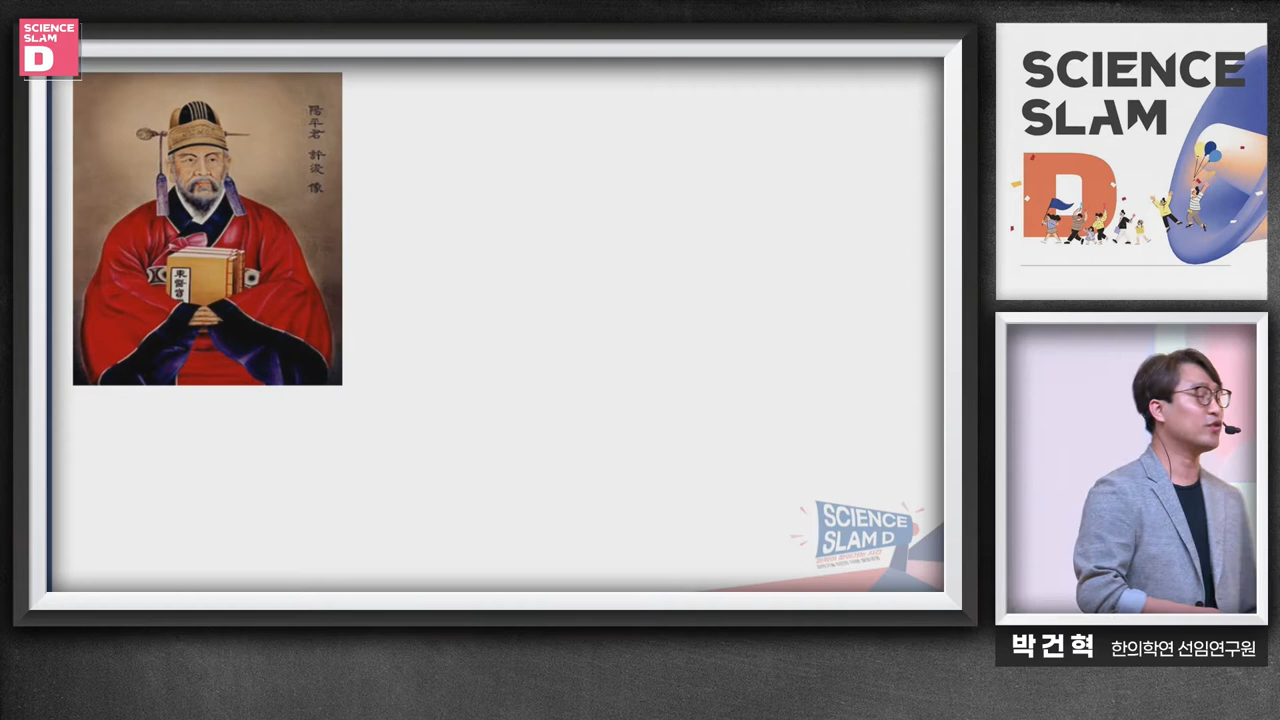 SCIENCE
SLAM
D
陽平君 許浚 像
東醫寶
SCIENCE
SLAM D
SCIENCE
SLAM
D
박건혁 한의학연 선임연구원